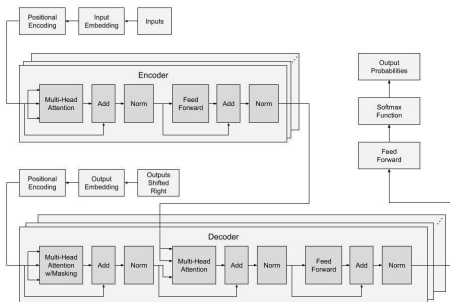 Positional
Encoding
Input
Embedding
Inputs
Encoder
Multi-Head
Attention
Add
Norm
Feed
Forward
Add
Norm
Output
Probabilities
Softmax
Function
Feed
Forward
Positional
Encoding
Output
Embedding
Outputs
Shifted
Right
Decoder
Multi-Head
Attention
w/Masking
Add
Norm
Multi-Head
Attention
Add
Norm
Feed
Forward
Add
Norm